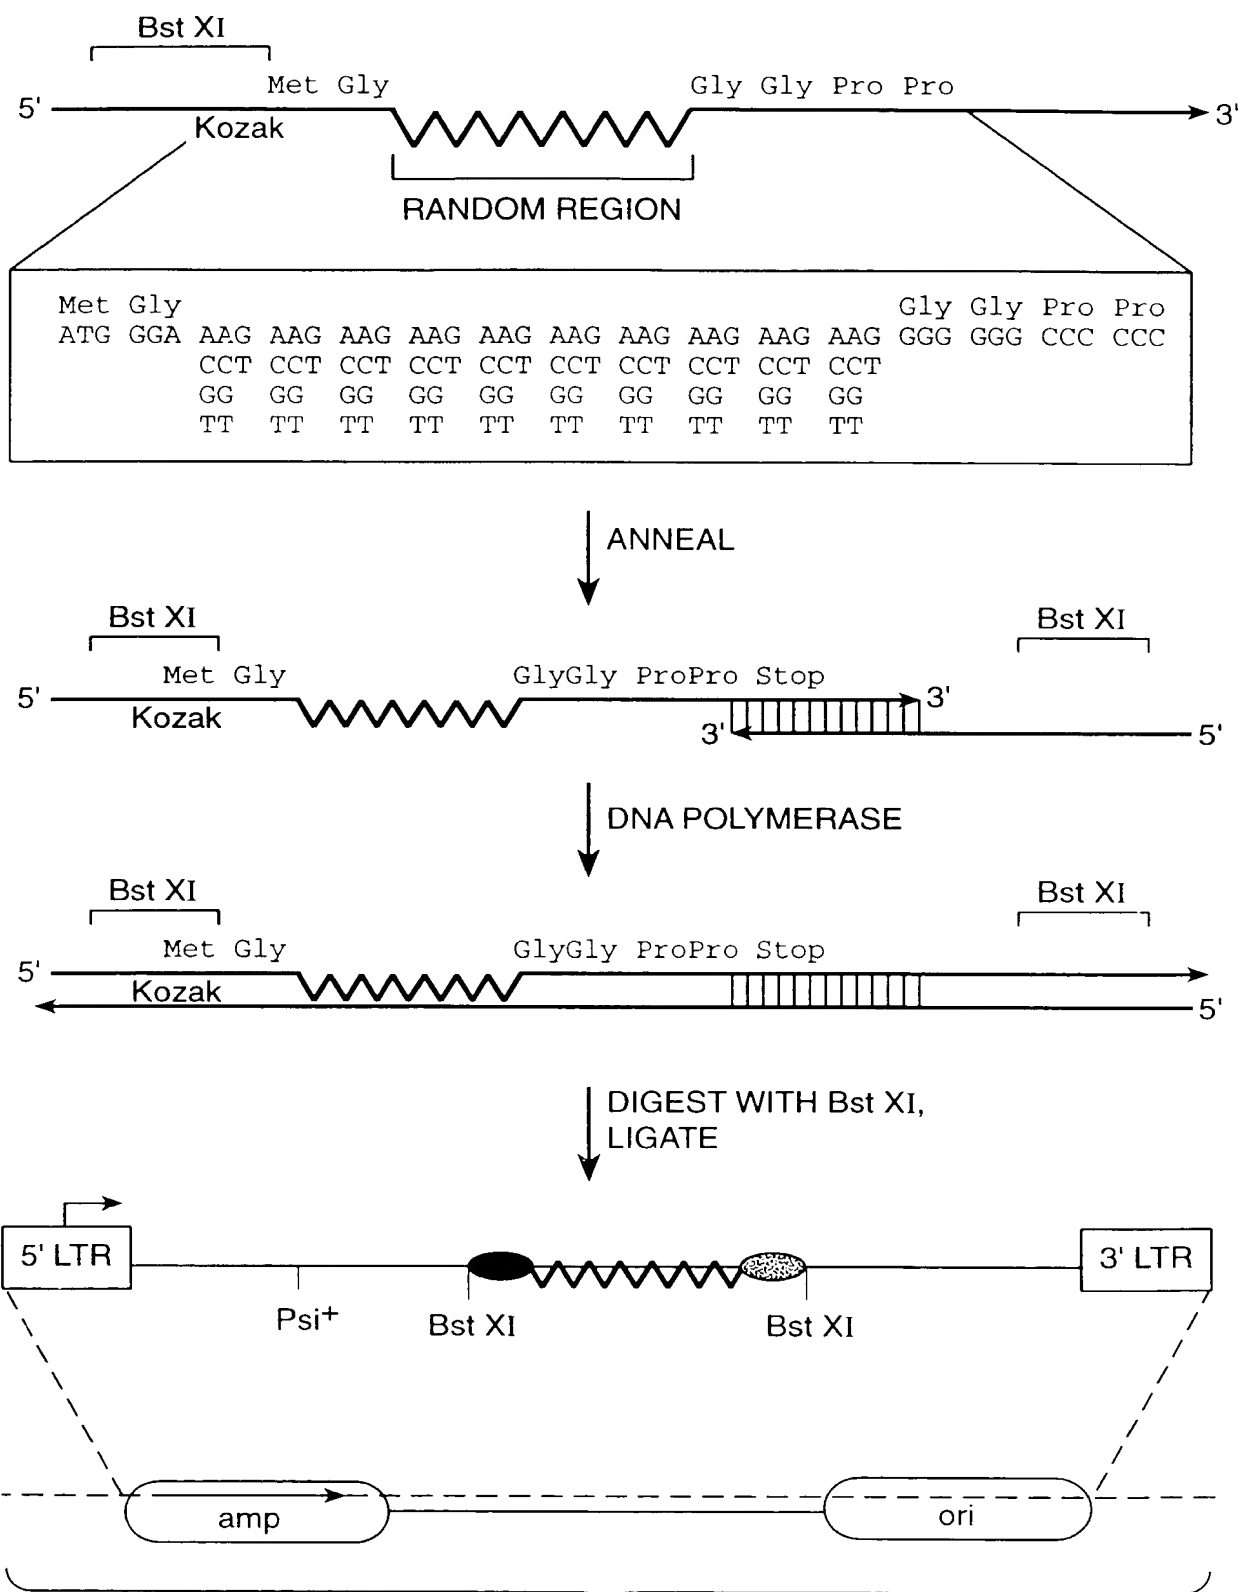 Bst XI
Met Gly Gly Gly Pro Pro
5' 3'
Kozak
RANDOM REGION
Met Gly Gly Gly Pro Pro
ATG GGA AAG AAG AAG AAG AAG AAG AAG AAG AAG AAG GGG GGG CCC CCC
CCT CCT CCT CCT CCT CCT CCT CCT CCT CCT
GG GG GG GG GG GG GG GG GG GG
TT TT TT TT TT TT TT TT TT TT
ANNEAL
Bst XI Bst XI
Met Gly GlyGly ProPro Stop
5' 3'
Kozak
3' 5'
DNA POLYMERASE
Bst XI Bst XI
Met Gly GlyGly ProPro Stop
5'
Kozak
5'
DIGEST WITH Bst XI,
LIGATE
5' LTR 3' LTR
Psi+ Bst XI Bst XI
amp ori